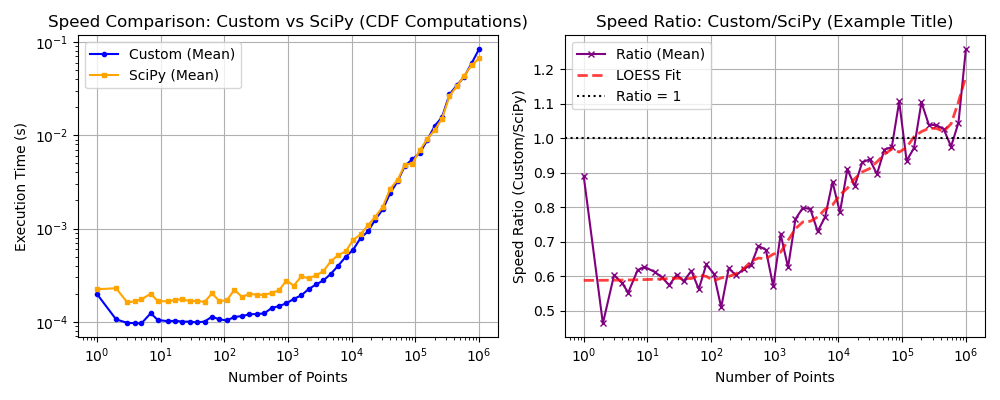 Speed Comparison: Custom vs SciPy (CDF Computations)
Execution Time (s)
10⁻¹
10⁻²
10⁻³
10⁻⁴
Custom (Mean)
SciPy (Mean)
10⁰ 10¹ 10² 10³ 10⁴ 10⁵ 10⁶
Number of Points
Speed Ratio: Custom/SciPy (Example Title)
Speed Ratio (Custom/SciPy)
1.2
1.1
1.0
0.9
0.8
0.7
0.6
0.5
Ratio (Mean)
LOESS Fit
Ratio = 1
10⁰ 10¹ 10² 10³ 10⁴ 10⁵ 10⁶
Number of Points